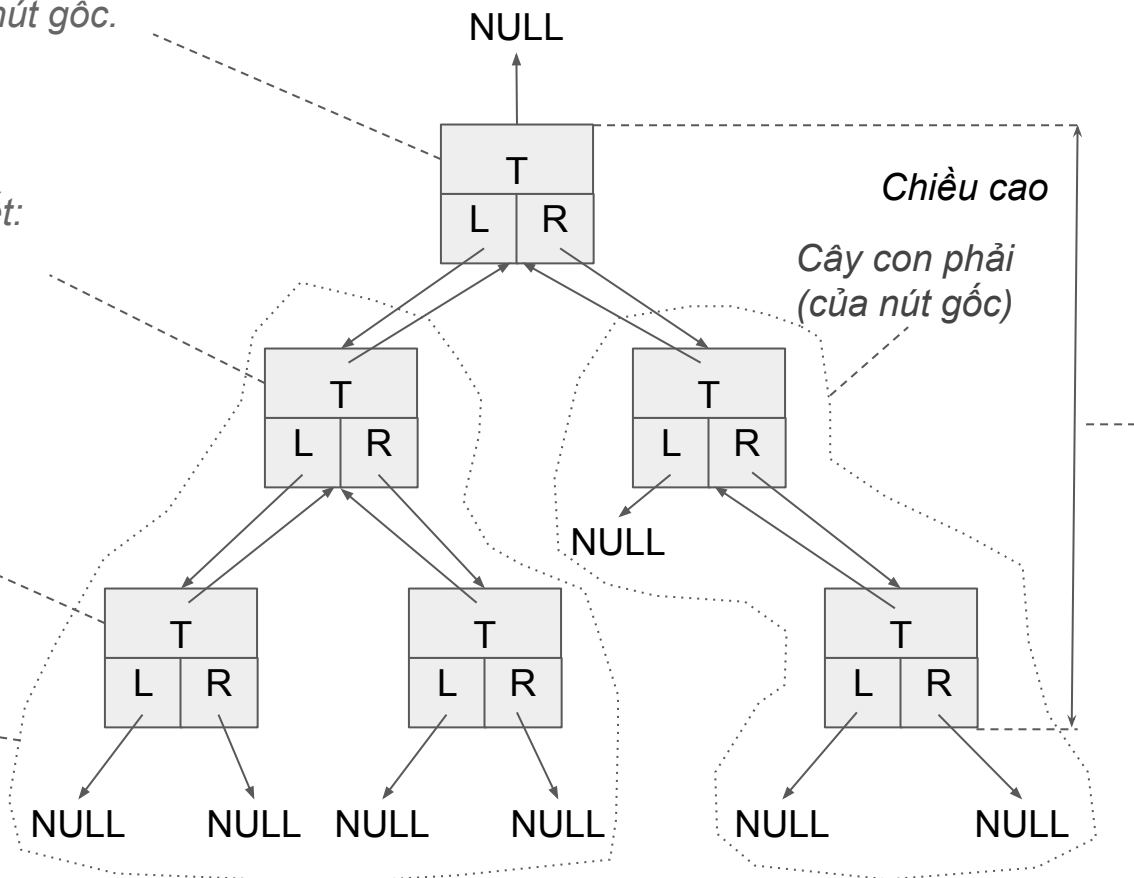 nút gốc.
NULL
T
L R
Chiều cao
Cây con phải
(của nút gốc)
T
L R
T
L R
NULL
T
L R
T
L R
T
L R
NULL NULL NULL NULL NULL NULL